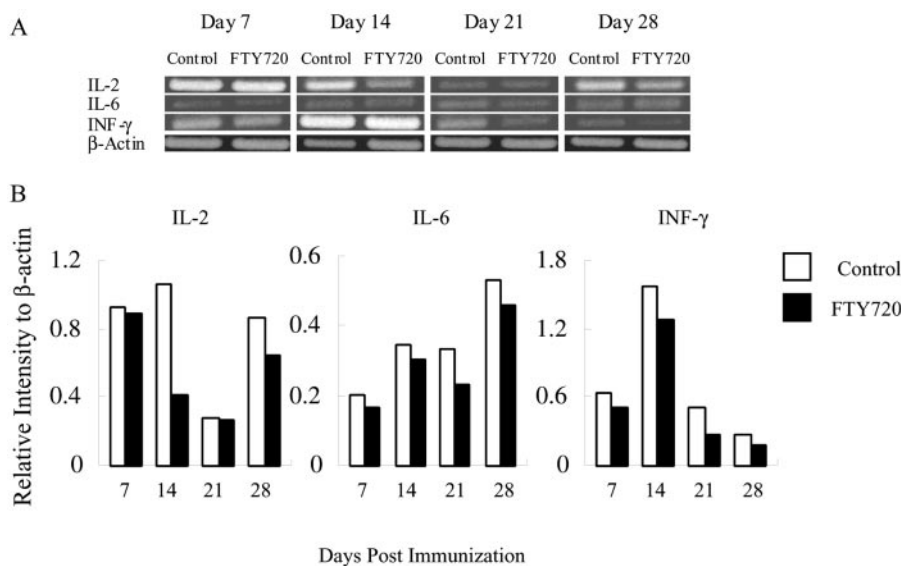 A
Day 7 Day 14 Day 21 Day 28
Control FTY720 Control FTY720 Control FTY720 Control FTY720
IL-2
IL-6
INF-γ
β-Actin
B
IL-2 IL-6 INF-γ
Relative Intensity to β-actin
1.2
0.8
0.4
0
7 14 21 28
0.6
0.4
0.2
0
7 14 21 28
1.8
1.2
0.6
0
7 14 21 28
Control
FTY720
Days Post Immunization